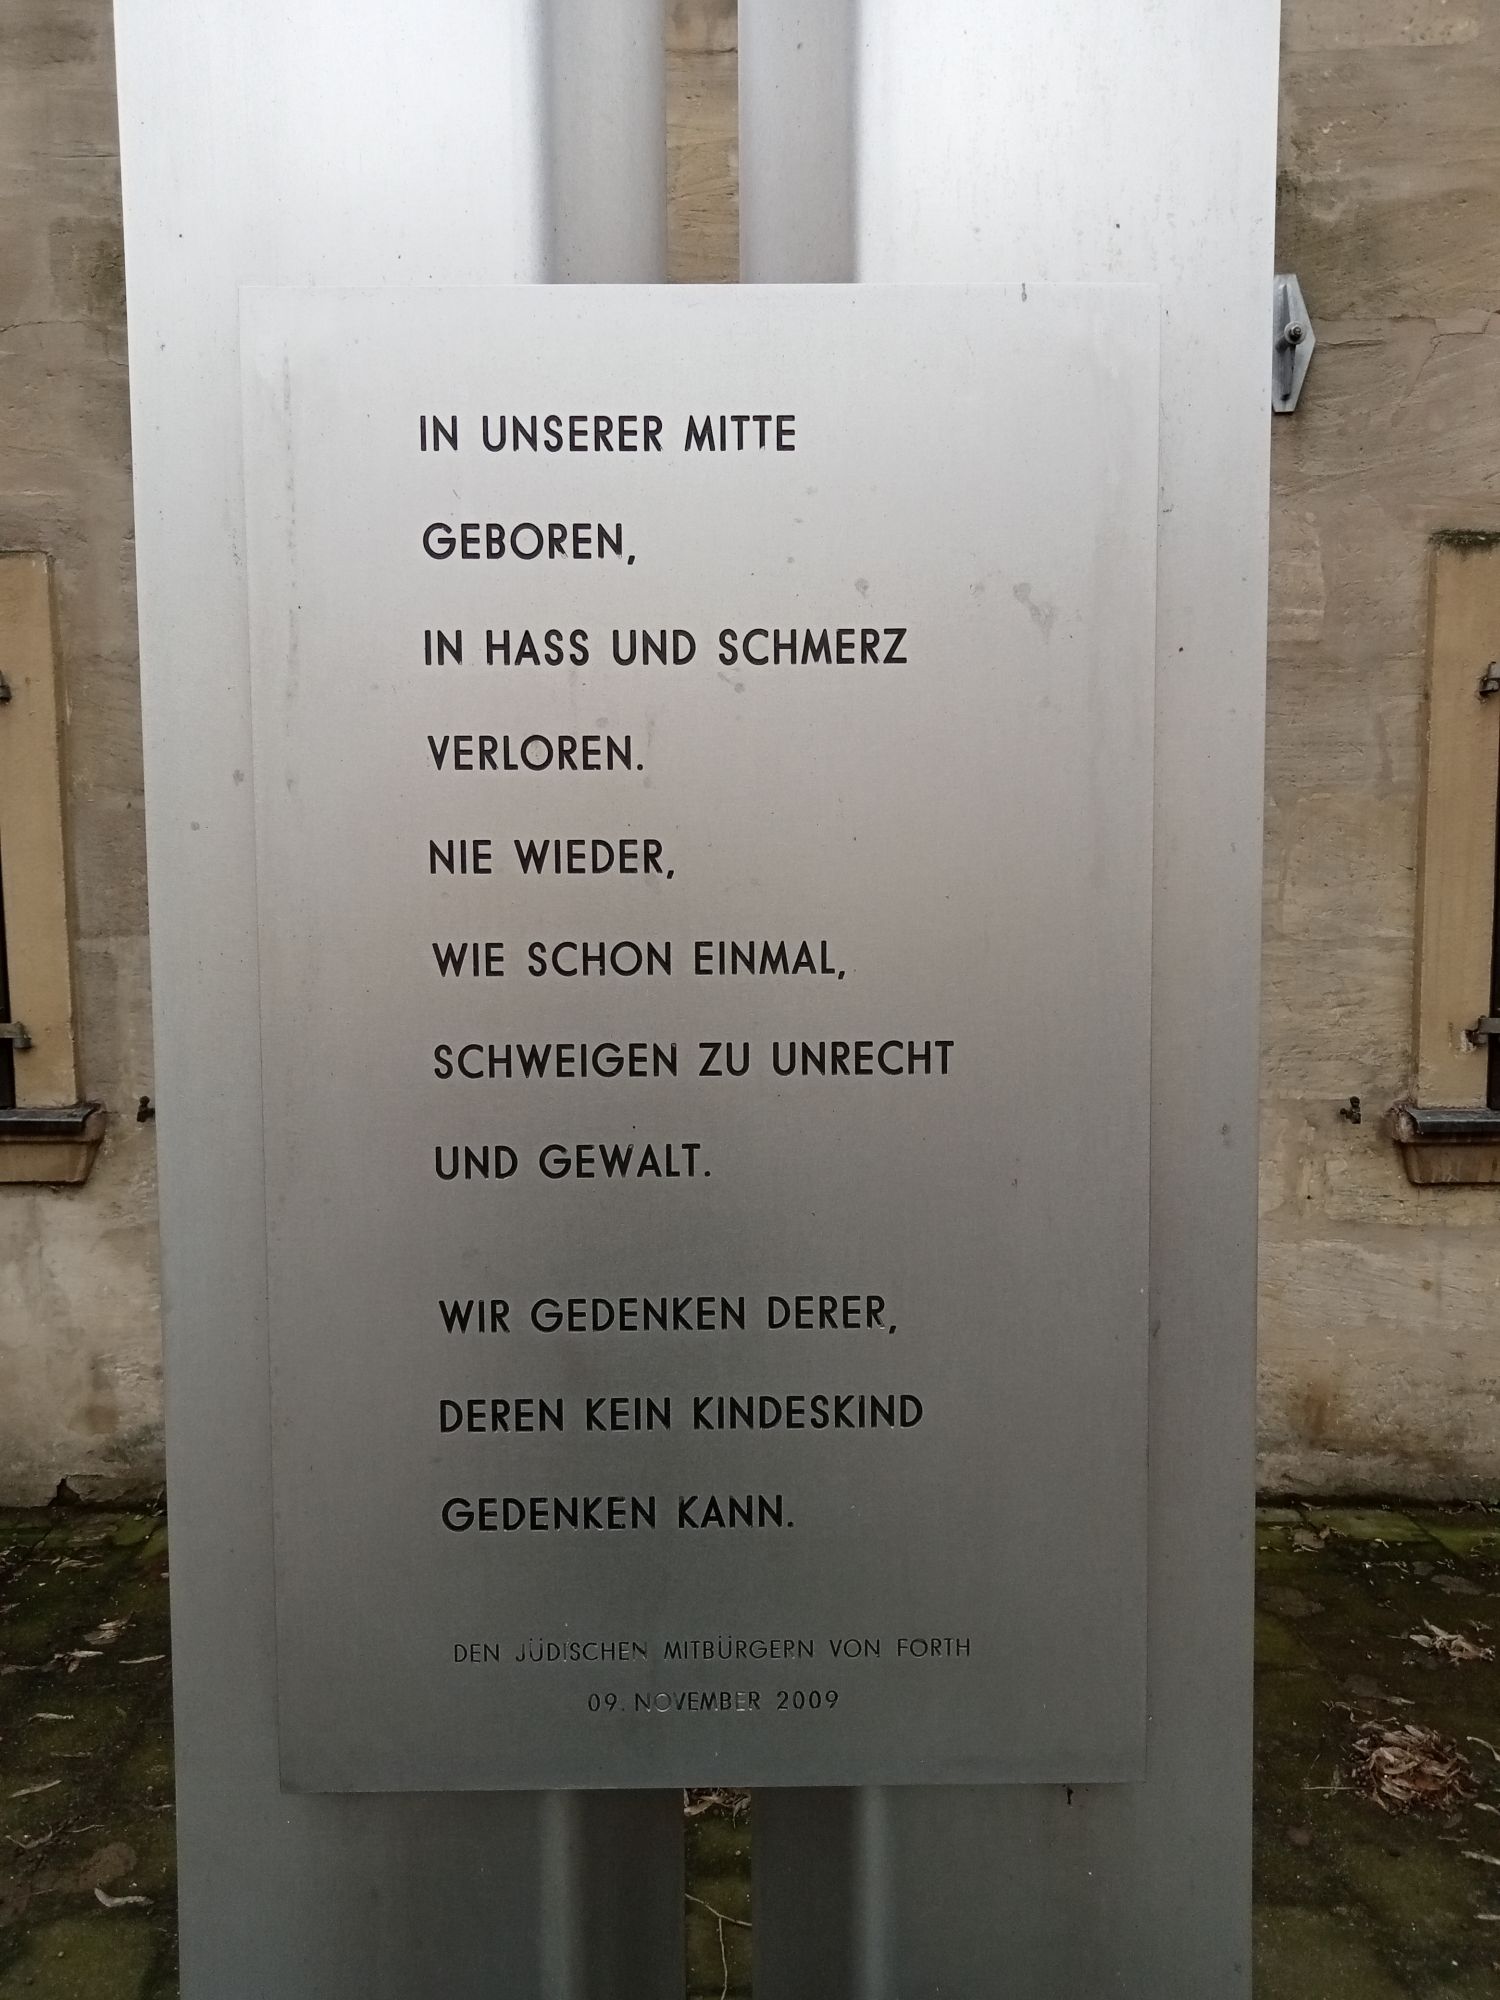 IN UNSERER MITTE
GEBOREN,
IN HASS UND SCHMERZ
VERLOREN.
NIE WIEDER,
WIE SCHON EINMAL,
SCHWEIGEN ZU UNRECHT
UND GEWALT.
WIR GEDENKEN DERER,
DEREN KEIN KINDESKIND
GEDENKEN KANN.
DEN JÜDISCHEN MITBÜRGERN VON FORTH
09. NOVEMBER 2009